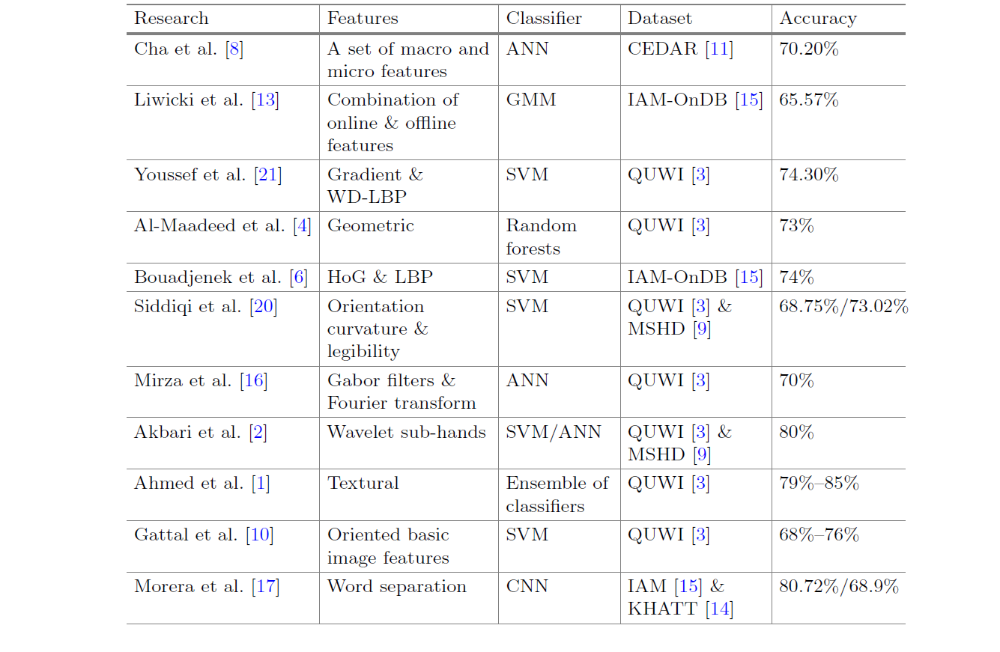 Research Features Classifier Dataset Accuracy
Cha et al. [8] A set of macro and ANN CEDAR [11] 70.20%
micro features
Liwicki et al. [13] Combination of GMM IAM-OnDB [15] 65.57%
online & offline
features
Youssef et al. [21] Gradient & SVM QUWI [3] 74.30%
WD-LBP
Al-Maadeed et al. [4] Geometric Random QUWI [3] 73%
forests
Bouadjenek et al. [6] HoG & LBP SVM IAM-OnDB [15] 74%
Siddiqi et al. [20] Orientation SVM QUWI [3] & 68.75%/73.02%
curvature & MSHD [9]
legibility
Mirza et al. [16] Gabor filters & ANN QUWI [3] 70%
Fourier transform
Akbari et al. [2] Wavelet sub-hands SVM/ANN QUWI [3] & 80%
MSHD [9]
Ahmed et al. [1] Textural Ensemble of QUWI [3] 79%–85%
classifiers
Gattal et al. [10] Oriented basic SVM QUWI [3] 68%–76%
image features
Morera et al. [17] Word separation CNN IAM [15] & 80.72%/68.9%
KHATT [14]